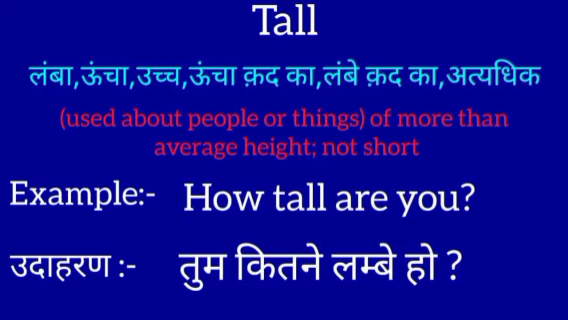 Tall
लंबा,ऊंचा,उच्च,ऊंचा क़द का,लंबे क़द का,अत्यधिक
(used about people or things) of more than
average height; not short
Example:- How tall are you?
उदाहरण :- तुम कितने लम्बे हो ?